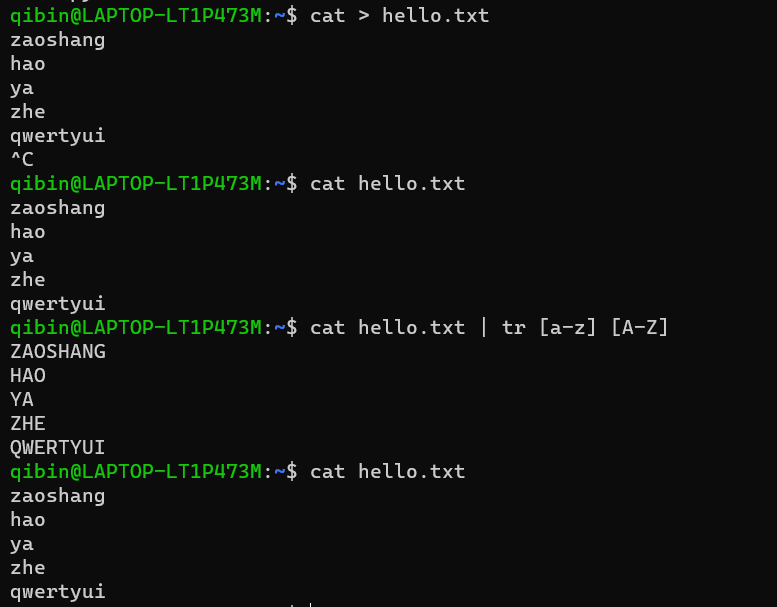 qibin@LAPTOP-LT1P473M:~$ cat > hello.txt
zaoshang
hao
ya
zhe
qwertyui
^C
qibin@LAPTOP-LT1P473M:~$ cat hello.txt
zaoshang
hao
ya
zhe
qwertyui
qibin@LAPTOP-LT1P473M:~$ cat hello.txt | tr [a-z] [A-Z]
ZAOSHANG
HAO
YA
ZHE
QWERTYUI
qibin@LAPTOP-LT1P473M:~$ cat hello.txt
zaoshang
hao
ya
zhe
qwertyui